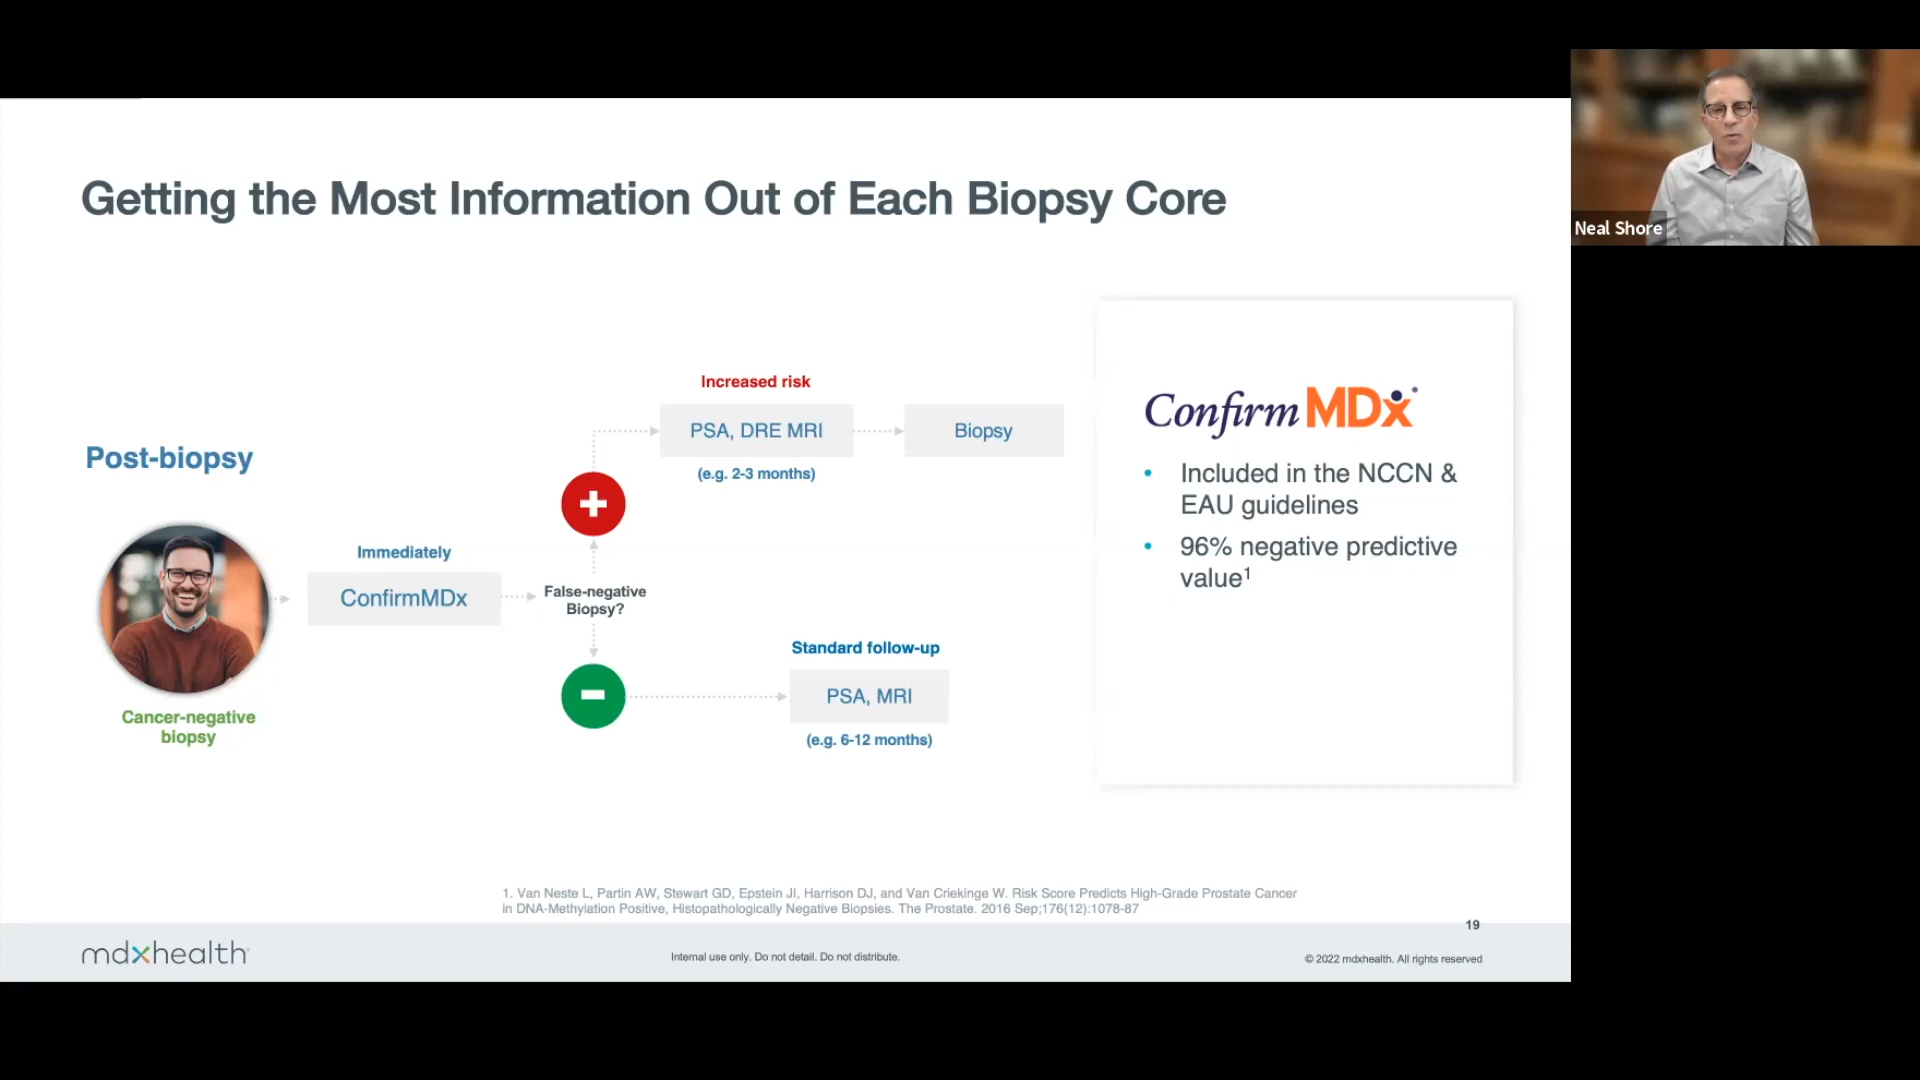 Getting the Most Information Out of Each Biopsy Core
Neal Shore
Post-biopsy
Cancer-negative
biopsy
Immediately
ConfirmMDx
False-negative
Biopsy?
Increased risk
PSA, DRE MRI
(e.g. 2-3 months)
Biopsy
Standard follow-up
PSA, MRI
(e.g. 6-12 months)
Confirm MDx
• Included in the NCCN &
EAU guidelines
• 96% negative predictive
value¹
1. Van Neste L, Partin AW, Stewart GD, Epstein JI, Harrison DJ, and Van Criekinge W. Risk Score Predicts High-Grade Prostate Cancer
in DNA-Methylation Positive, Histopathologically Negative Biopsies. The Prostate. 2016 Sep;176(12):1078-87
19
mdxhealth
Internal use only. Do not detail. Do not distribute.
© 2022 mdxhealth. All rights reserved